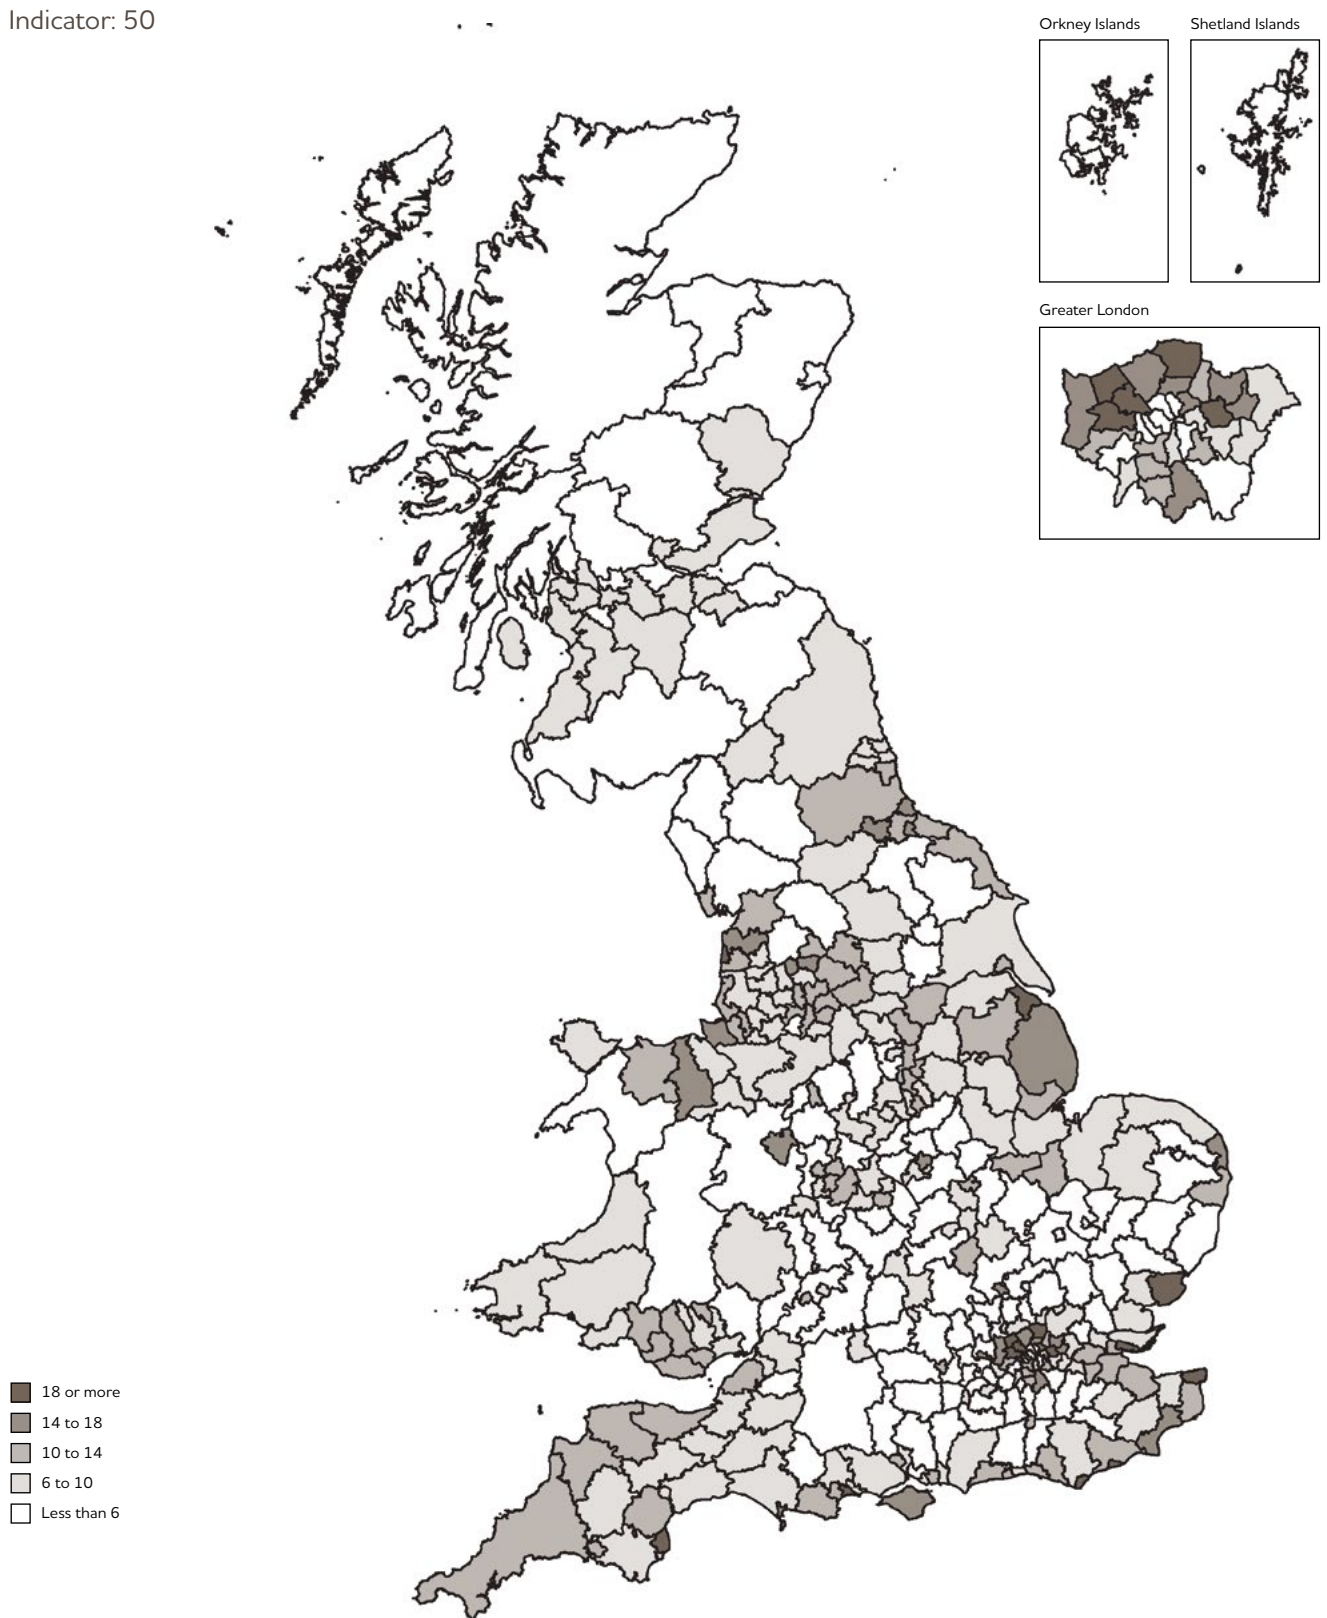 Indicator: 50
Orkney Islands
Shetland Islands
Greater London
18 or more
14 to 18
10 to 14
6 to 10
Less than 6